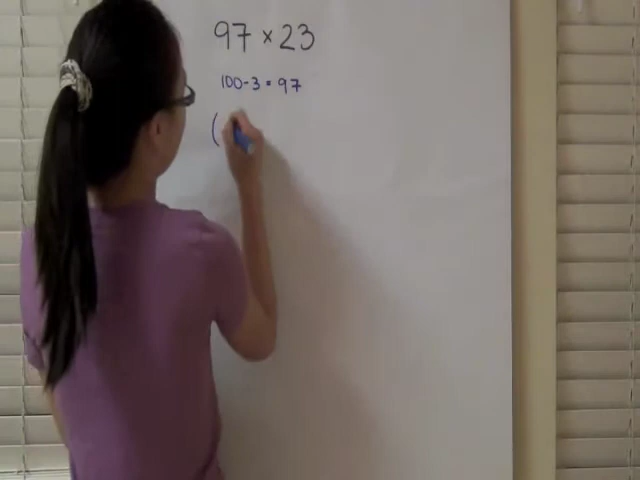 97 × 23
100-3 = 97
(